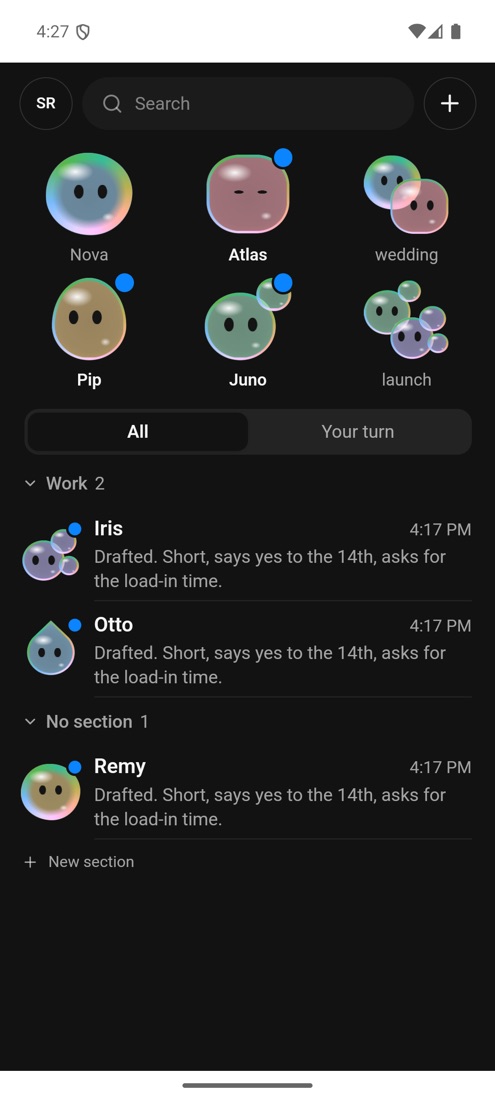 4:27
SR
Search
Nova
Atlas
wedding
Pip
Juno
launch
All
Your turn
Work 2
Iris
4:17 PM
Drafted. Short, says yes to the 14th, asks for
the load-in time.
Otto
4:17 PM
Drafted. Short, says yes to the 14th, asks for
the load-in time.
No section 1
Remy
4:17 PM
Drafted. Short, says yes to the 14th, asks for
the load-in time.
New section